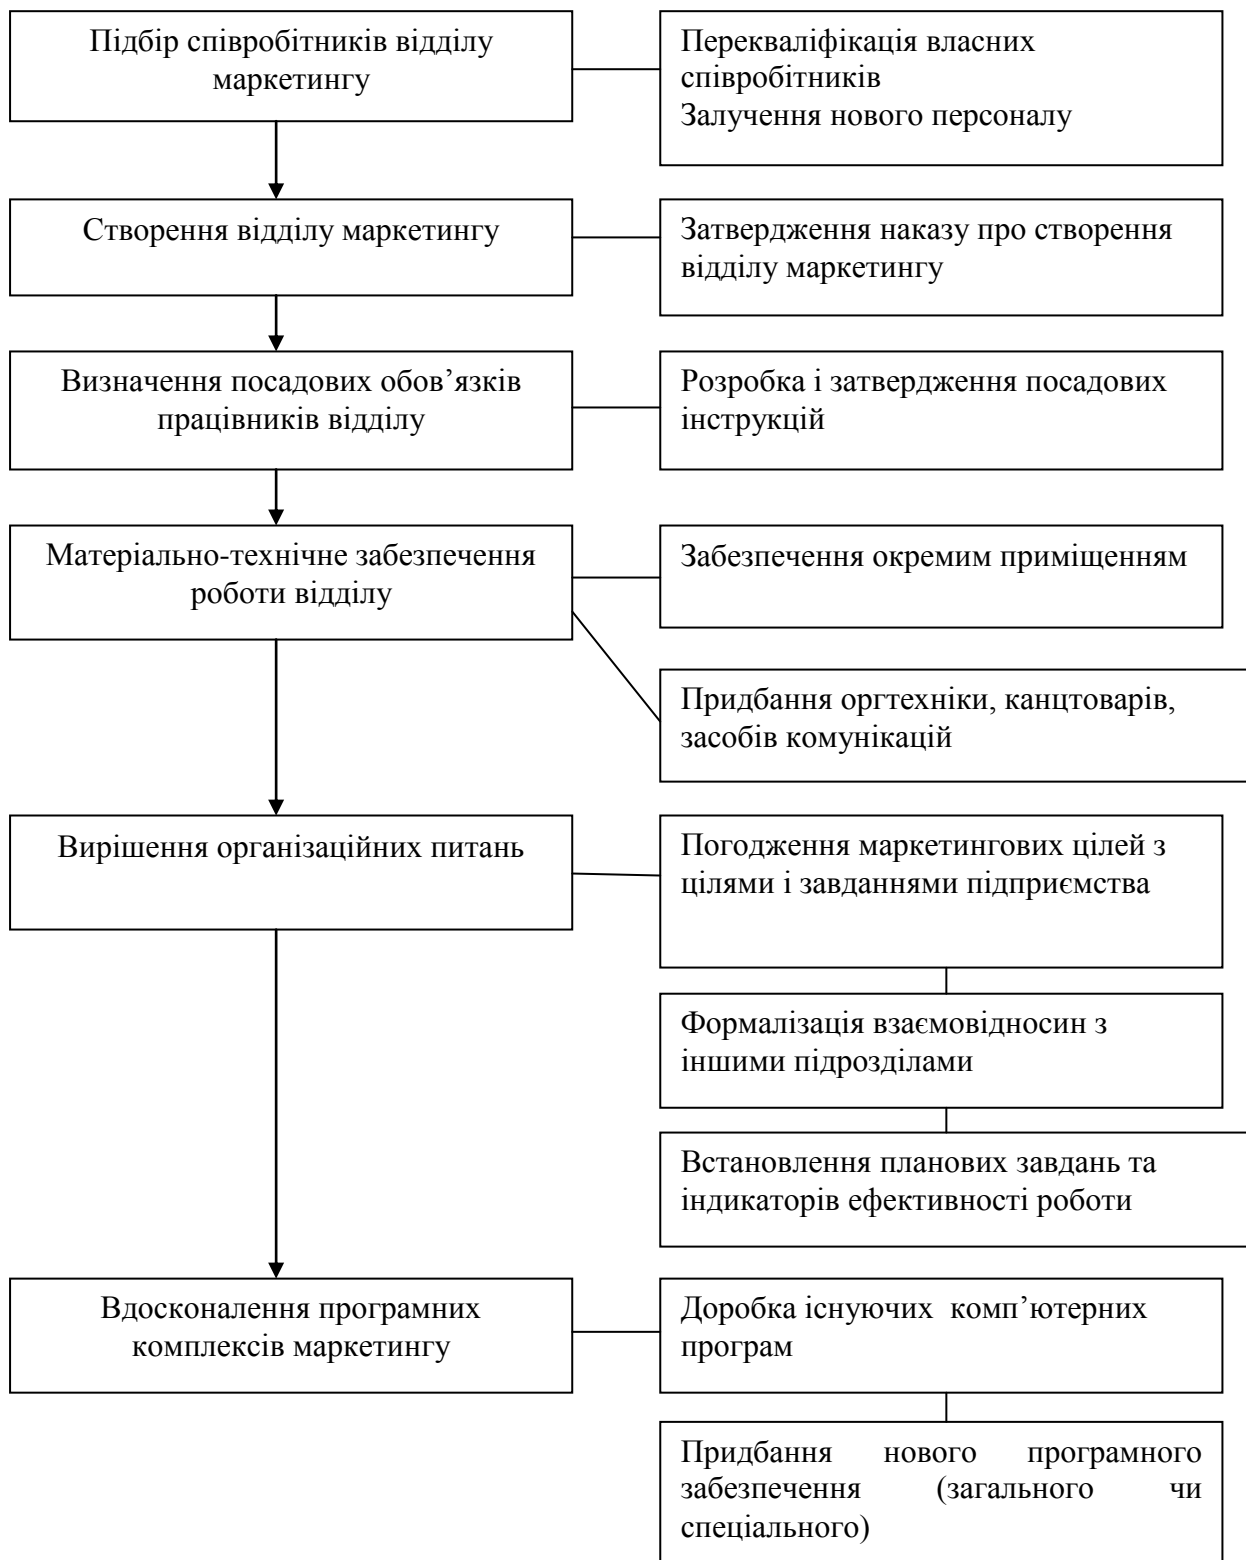 Підбір співробітників відділу
маркетингу
Перекваліфікація власних
співробітників
Залучення нового персоналу
Створення відділу маркетингу
Затвердження наказу про створення
відділу маркетингу
Визначення посадових обов’язків
працівників відділу
Розробка і затвердження посадових
інструкцій
Матеріально-технічне забезпечення
роботи відділу
Забезпечення окремим приміщенням
Придбання оргтехніки, канцтоварів,
засобів комунікацій
Вирішення організаційних питань
Погодження маркетингових цілей з
цілями і завданнями підприємства
Формалізація взаємовідносин з
іншими підрозділами
Встановлення планових завдань та
індикаторів ефективності роботи
Вдосконалення програмних
комплексів маркетингу
Доробка існуючих комп’ютерних
програм
Придбання нового програмного
забезпечення (загального чи
спеціального)